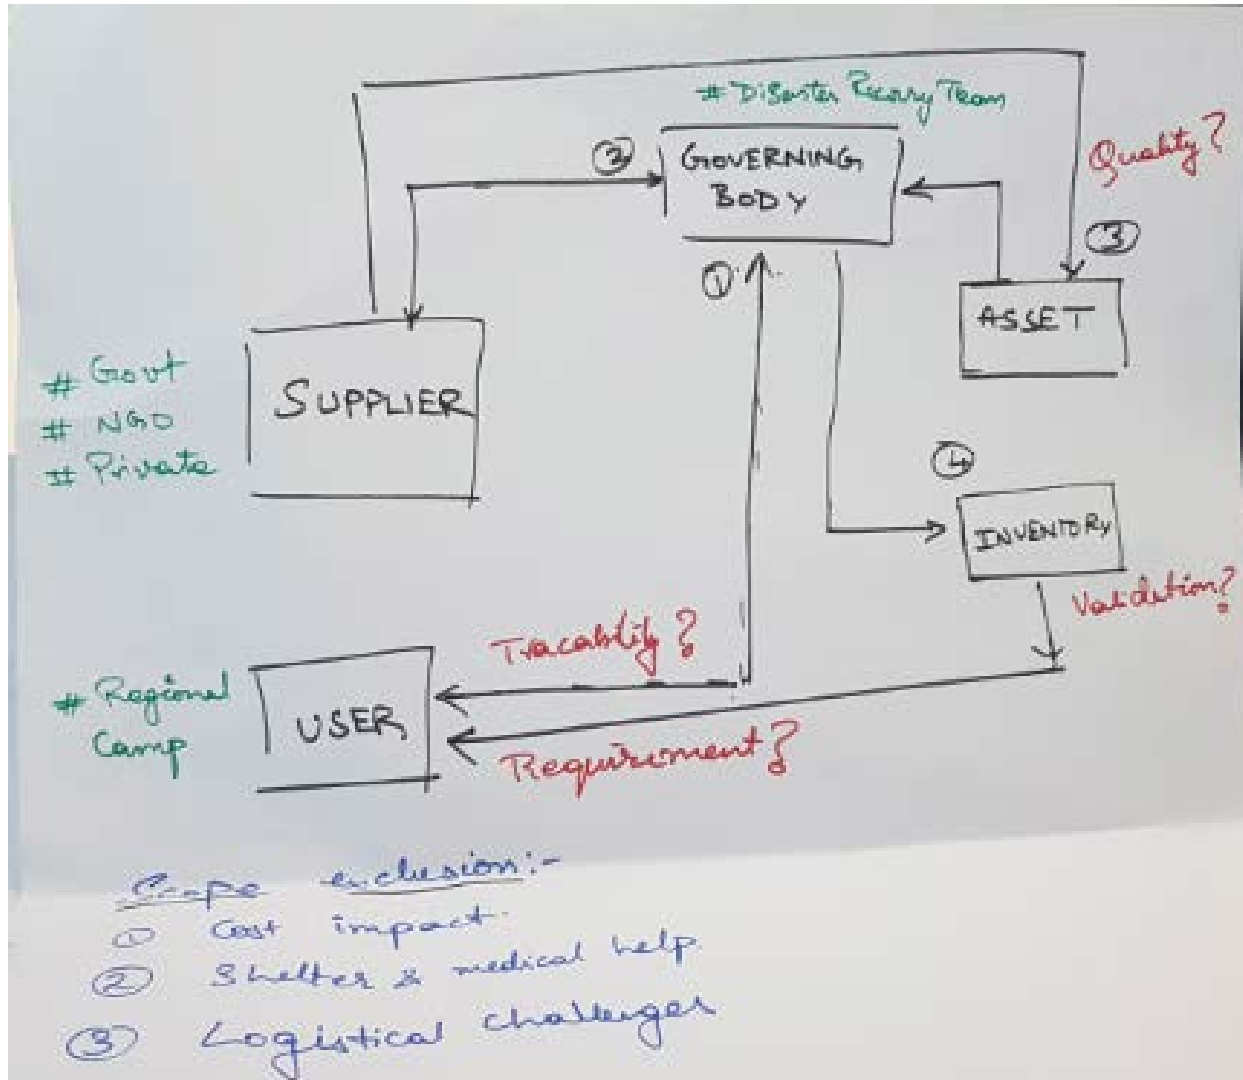 # Disaster Recovry Team
②
GOVERNING
BODY
Quality?
①
③
ASSET
# Govt
# NGO
# Private
SUPPLIER
④
INVENTORY
Validation?
Tracability?
# Regional
Camp
USER
Requirement?
Scope exclusion:-
① Cost impact.
② Shelter & medical help
③ Logistical challenges